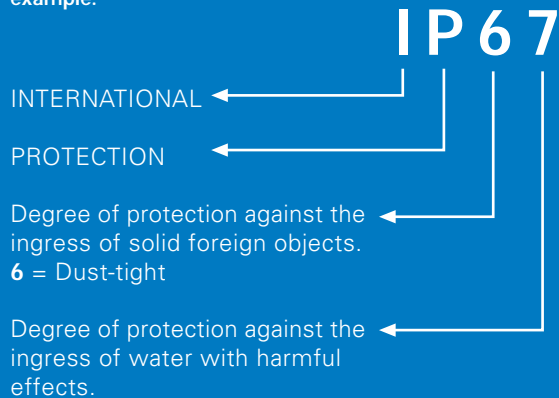 example:
IP67
INTERNATIONAL
PROTECTION
Degree of protection against the
ingress of solid foreign objects.
6 = Dust-tight
Degree of protection against the
ingress of water with harmful
effects.